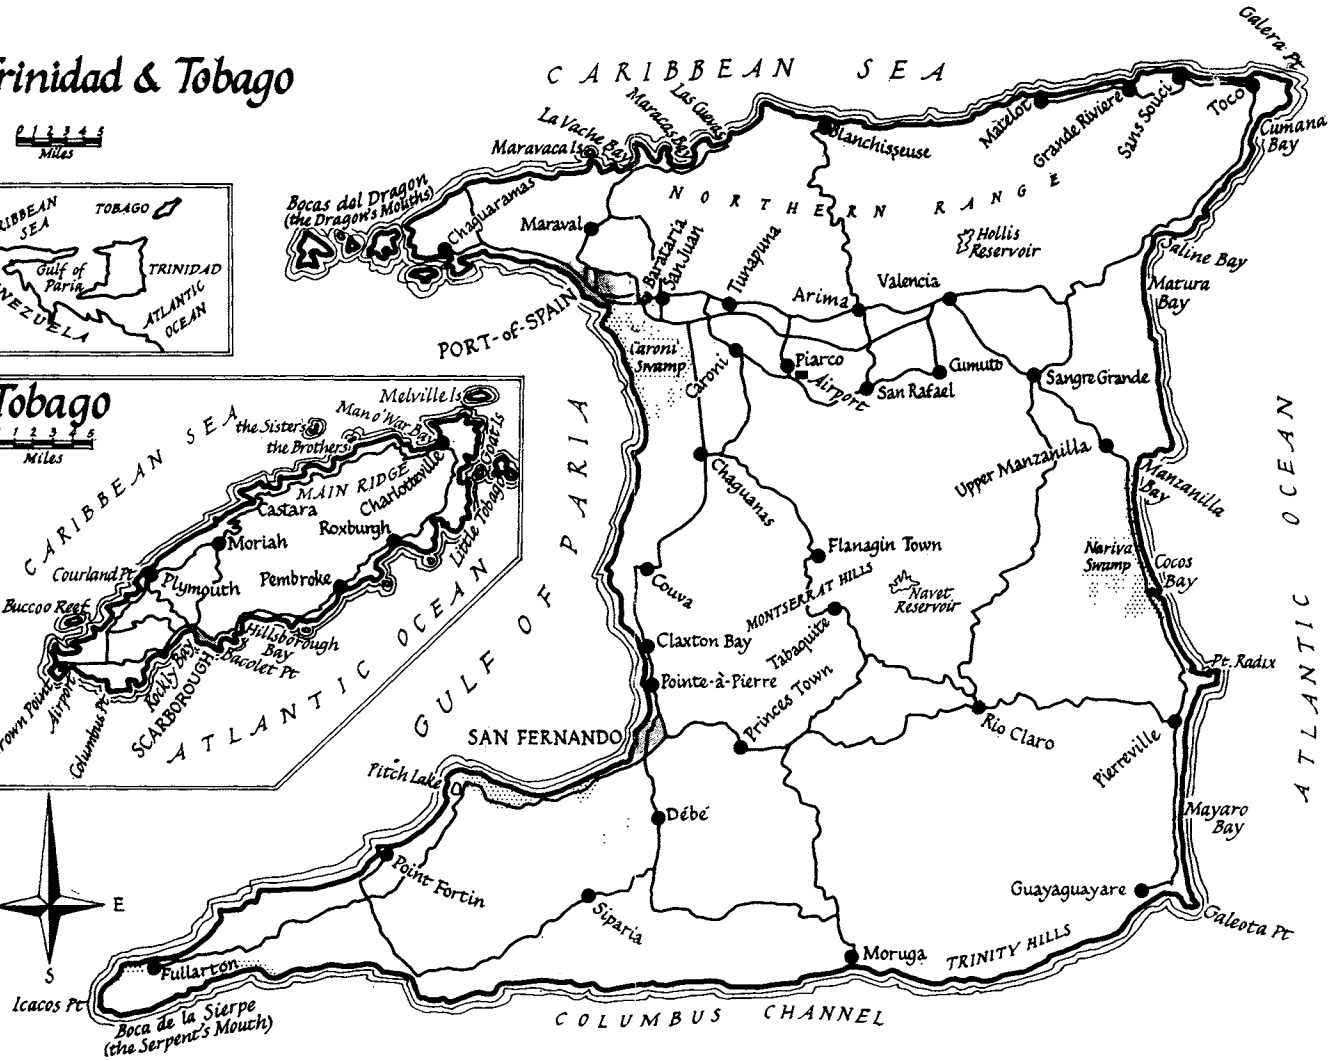 Trinidad & Tobago
0 1 2 3 4 5
Miles
TOBAGO
SEA
Gulf of
Paria
TRINIDAD
ATLANTIC
OCEAN
Tobago
1 2 3 4 5
Miles
CARIBBEAN SEA
Melville Is
Man o' War Bay
the Sisters
the Brothers
Goat Is
MAIN RIDGE
Charlotteville
Castara
Roxburgh
Little Tobago
Moriah
Courland Pt
Plymouth
Pembroke
Buccoo Reef
Hillsborough
Bay
Bacolet Pt
Rockly Bay
SCARBOROUGH
Airport
Columbus Pt
ATLANTIC OCEAN
E
S
CARIBBEAN SEA
Galera Pt
Maravaca Is
La Vache Bay
Maracas Bay
Las Cuevas
Blanchisseuse
Matelot
Grande Riviere
Sans Souci
Toco
Cumana
Bay
Bocas del Dragon
(the Dragon's Mouths)
Chaguaramas
Maraval
NORTHERN RANGE
Hollis
Reservoir
Saline Bay
Matura
Bay
Barataria
San Juan
Tunapuna
Arima
Valencia
PORT-of-SPAIN
Caroni
Swamp
Caroni
Piarco
Airport
San Rafael
Cumuto
Sangre Grande
Upper Manzanilla
Manzanilla
Bay
Chaguanas
GULF OF PARIA
Flanagin Town
MONTSERRAT HILLS
Navet
Reservoir
Nariva
Swamp
Cocos
Bay
Couva
Tabaquite
Claxton Bay
Pointe-à-Pierre
Princes Town
Pt. Radix
SAN FERNANDO
Rio Claro
Pierreville
Pitch Lake
Débé
Mayaro
Bay
ATLANTIC OCEAN
Point Fortin
Siparia
Guayaguayare
Galeota Pt
Moruga
TRINITY HILLS
Fullarton
Icacos Pt
Boca de la Sierpe
(the Serpent's Mouth)
COLUMBUS CHANNEL